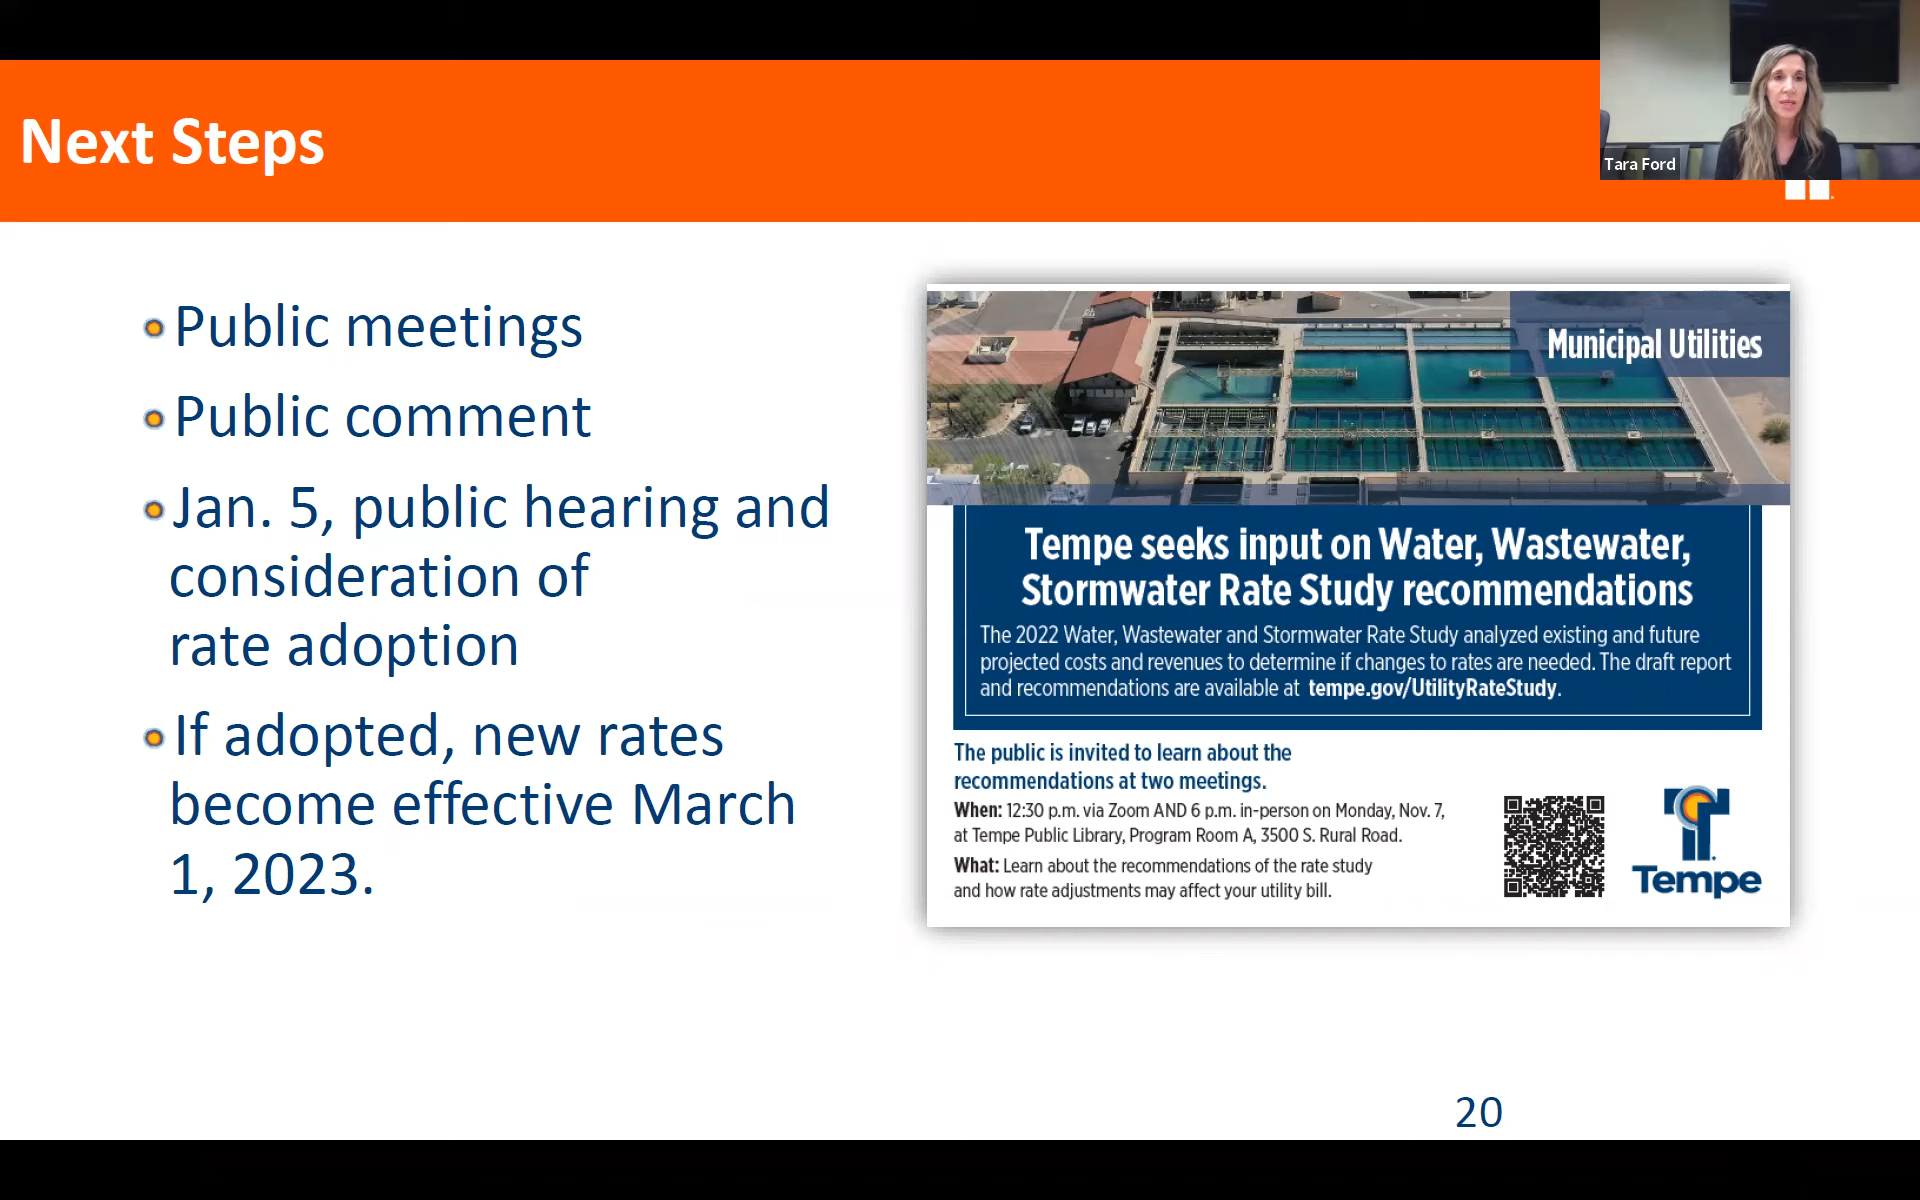 Next Steps
Tara Ford
Public meetings
Public comment
Jan. 5, public hearing and
consideration of
rate adoption
If adopted, new rates
become effective March
1, 2023.
Municipal Utilities
Tempe seeks input on Water, Wastewater,
Stormwater Rate Study recommendations
The 2022 Water, Wastewater and Stormwater Rate Study analyzed existing and future
projected costs and revenues to determine if changes to rates are needed. The draft report
and recommendations are available at tempe.gov/UtilityRateStudy.
The public is invited to learn about the
recommendations at two meetings.
When: 12:30 p.m. via Zoom AND 6 p.m. in-person on Monday, Nov. 7,
at Tempe Public Library, Program Room A, 3500 S. Rural Road.
What: Learn about the recommendations of the rate study
and how rate adjustments may affect your utility bill.
Tempe
20